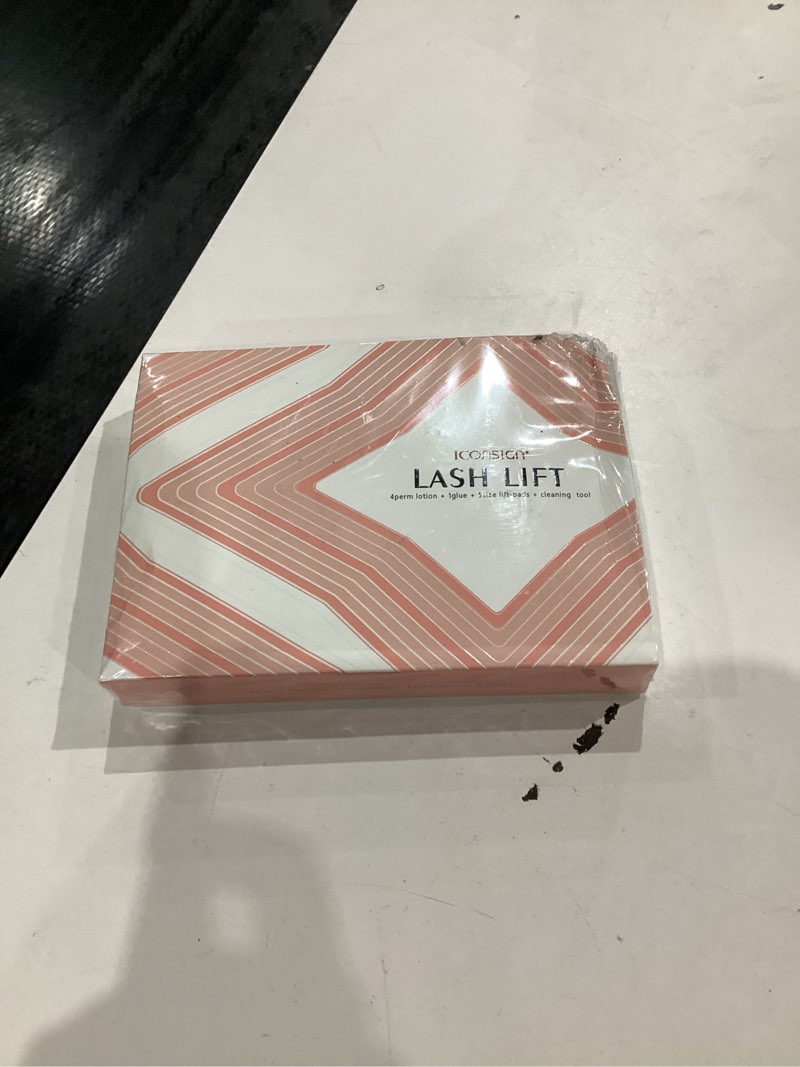 ICONSIGN®
LASH LIFT
4perm lotion + 1glue + 5size lift-pads + cleaning tool